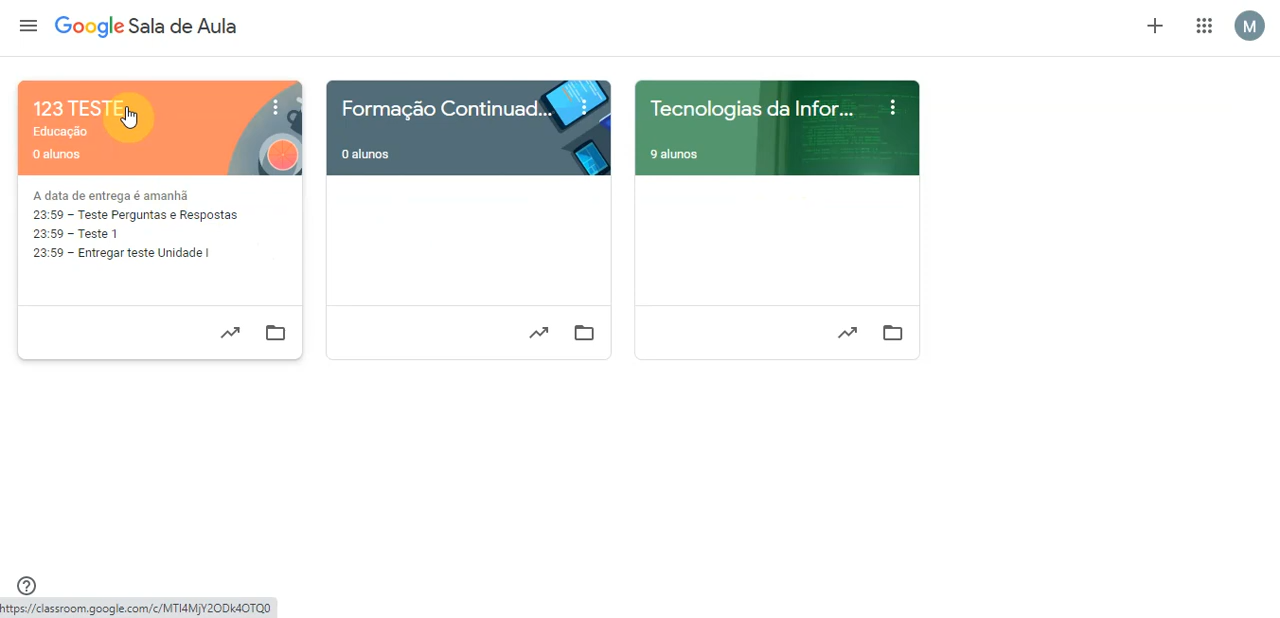 Google Sala de Aula
M
123 TESTE
Educação
0 alunos
A data de entrega é amanhã
23:59 – Teste Perguntas e Respostas
23:59 – Teste 1
23:59 – Entregar teste Unidade I
Formação Continuad...
0 alunos
Tecnologias da Infor...
9 alunos
https://classroom.google.com/c/MTI4MjY2ODk4OTQ0